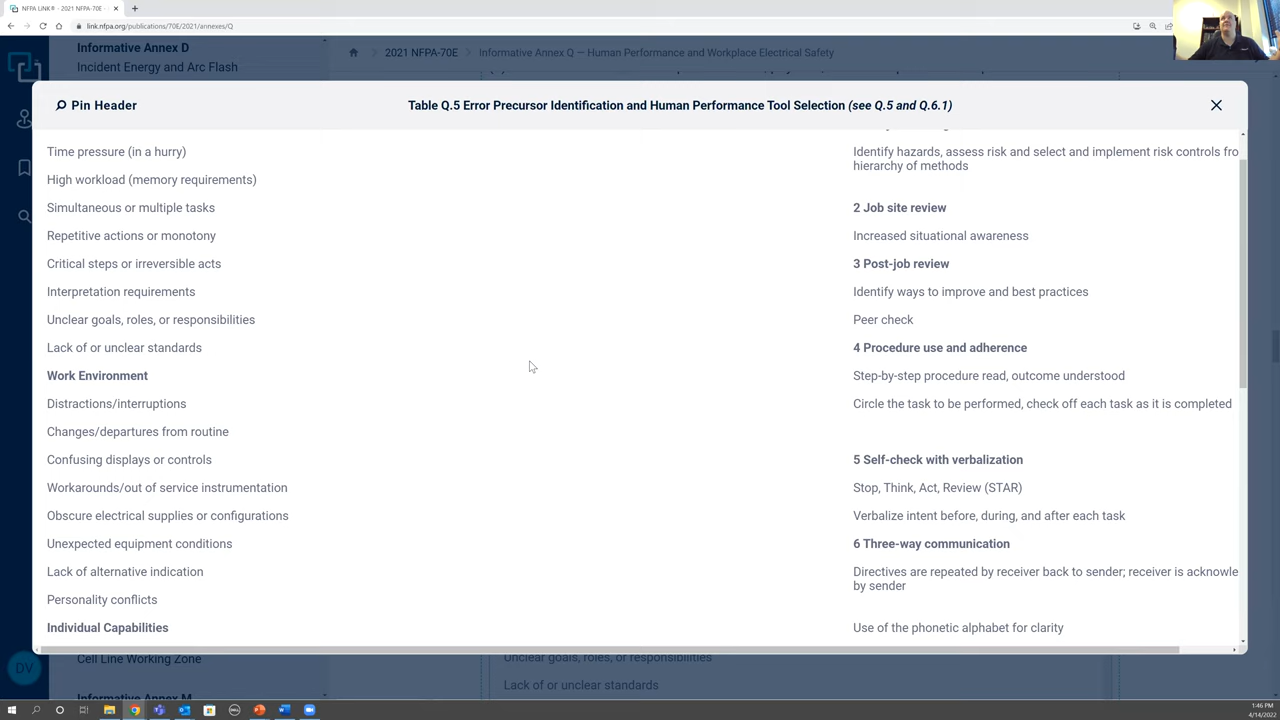 NFPA LiNK® - 2021 NFPA-70E -
link.nfpa.org/publications/70E/2021/annexes/Q
Informative Annex D
Incident Energy and Arc Flash
2021 NFPA-70E
Informative Annex Q — Human Performance and Workplace Electrical Safety
Pin Header
Table Q.5 Error Precursor Identification and Human Performance Tool Selection (see Q.5 and Q.6.1)
Time pressure (in a hurry)
High workload (memory requirements)
Simultaneous or multiple tasks
Repetitive actions or monotony
Critical steps or irreversible acts
Interpretation requirements
Unclear goals, roles, or responsibilities
Lack of or unclear standards
Work Environment
Distractions/interruptions
Changes/departures from routine
Confusing displays or controls
Workarounds/out of service instrumentation
Obscure electrical supplies or configurations
Unexpected equipment conditions
Lack of alternative indication
Personality conflicts
Individual Capabilities
Identify hazards, assess risk and select and implement risk controls fro
hierarchy of methods
2 Job site review
Increased situational awareness
3 Post-job review
Identify ways to improve and best practices
Peer check
4 Procedure use and adherence
Step-by-step procedure read, outcome understood
Circle the task to be performed, check off each task as it is completed
5 Self-check with verbalization
Stop, Think, Act, Review (STAR)
Verbalize intent before, during, and after each task
6 Three-way communication
Directives are repeated by receiver back to sender; receiver is acknowle
by sender
Use of the phonetic alphabet for clarity
DV
Cell Line Working Zone
Informative Annex M
Unclear goals, roles, or responsibilities
Lack of or unclear standards
1:46 PM
4/14/2022